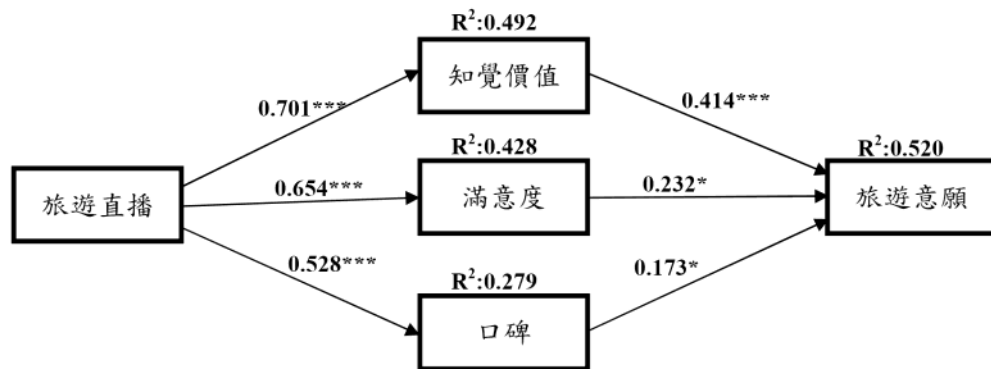 R²:0.492
知覺價值
0.701***
0.414***
R²:0.428
R²:0.520
旅遊直播
0.654***
滿意度
0.232*
旅遊意願
0.528***
0.173*
R²:0.279
口碑